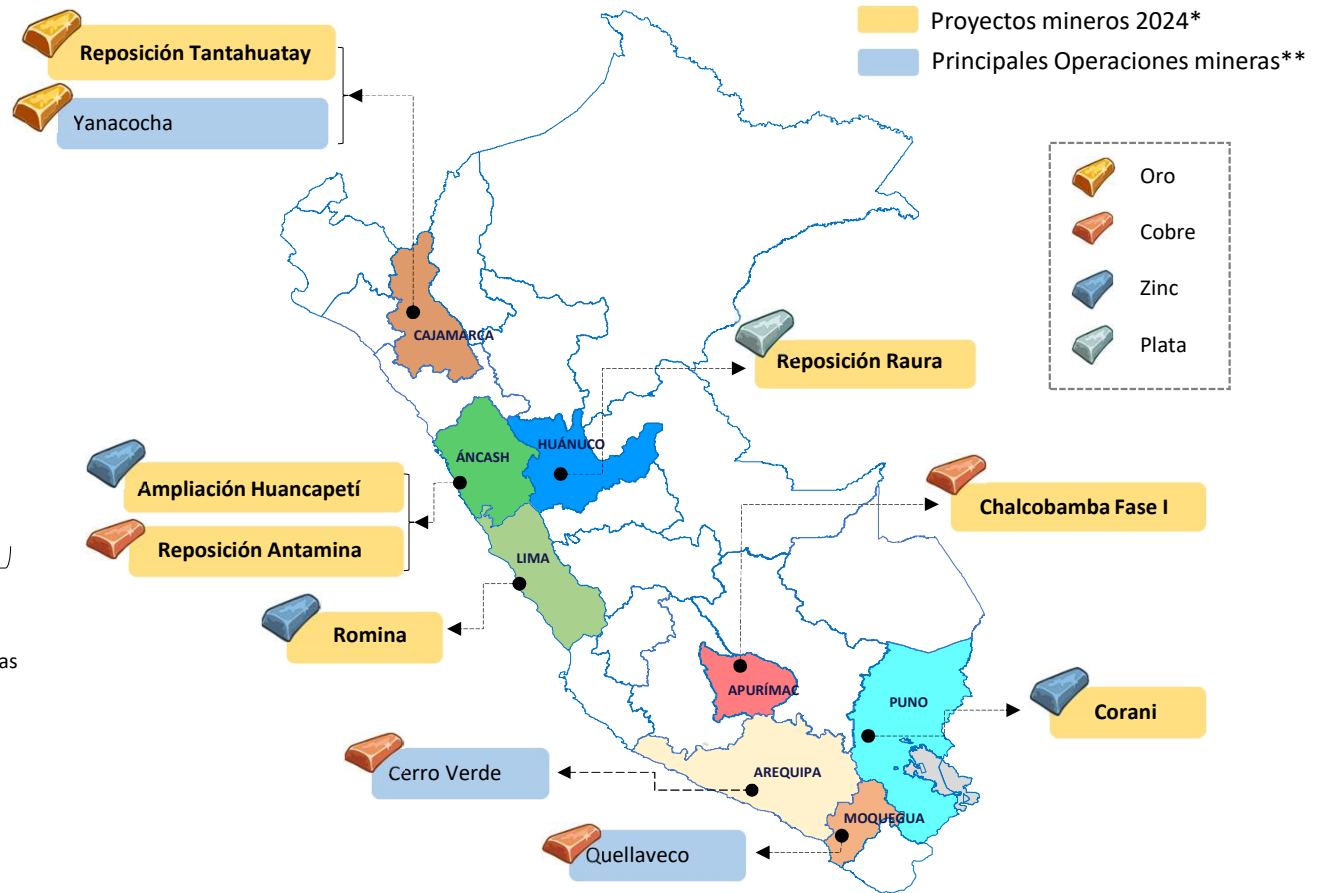 Reposición Tantahuatay
Yanacocha
Proyectos mineros 2024*
Principales Operaciones mineras**
Oro
Cobre
Zinc
Plata
CAJAMARCA
Reposición Raura
ÁNCASH
HUÁNUCO
Ampliación Huancapetí
Reposición Antamina
Chalcobamba Fase I
LIMA
Romina
as
APURÍMAC
PUNO
Corani
Cerro Verde
AREQUIPA
MOQUEGUA
Quellaveco